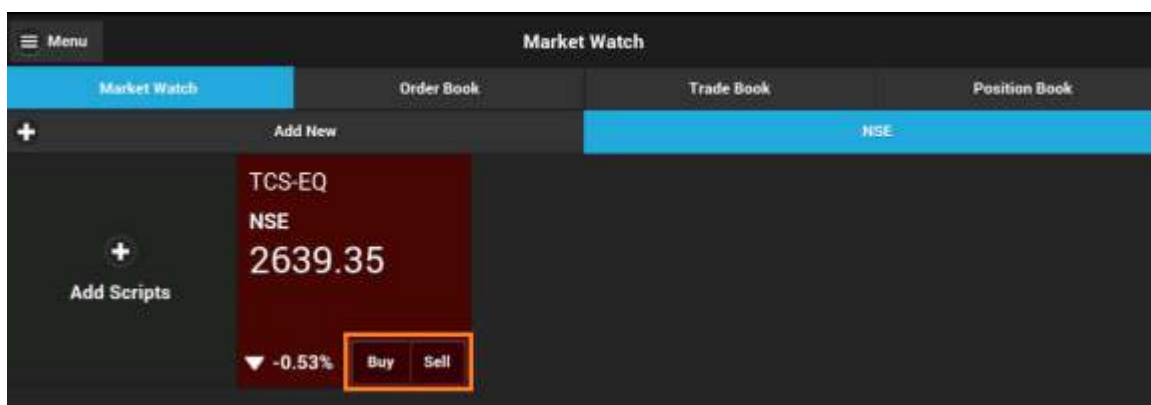 Menu
Market Watch
Market Watch
Order Book
Trade Book
Position Book
Add New
NSE
Add Scripts
TCS-EQ
NSE
2639.35
-0.53%
Buy
Sell